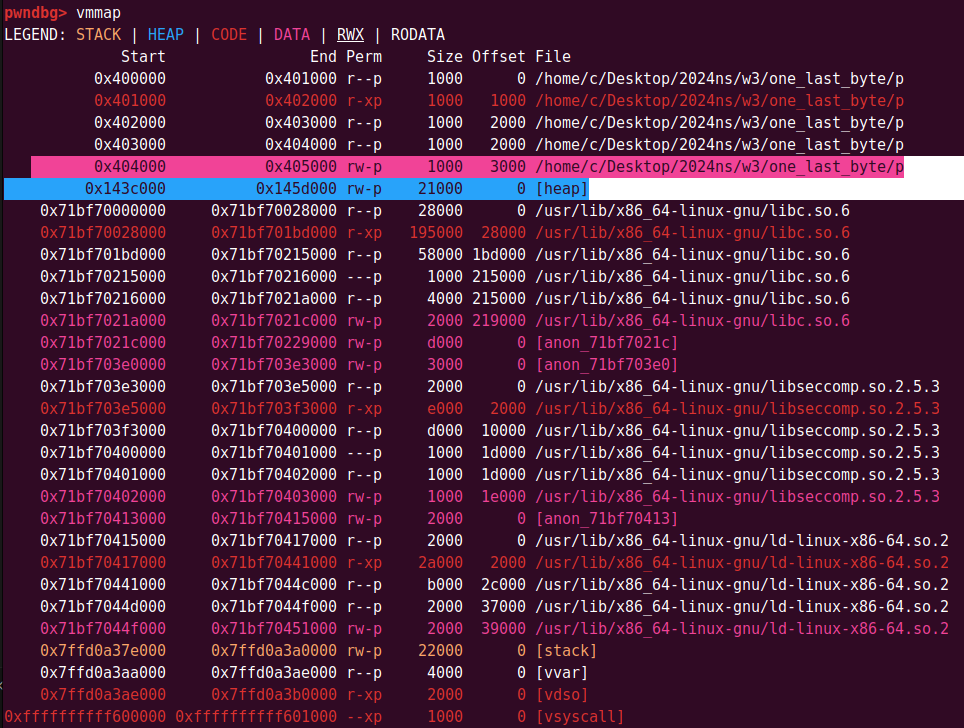 pwndbg> vmmap
LEGEND: STACK | HEAP | CODE | DATA | RWX | RODATA
Start End Perm Size Offset File
0x400000 0x401000 r--p 1000 0 /home/c/Desktop/2024ns/w3/one_last_byte/p
0x401000 0x402000 r-xp 1000 1000 /home/c/Desktop/2024ns/w3/one_last_byte/p
0x402000 0x403000 r--p 1000 2000 /home/c/Desktop/2024ns/w3/one_last_byte/p
0x403000 0x404000 r--p 1000 2000 /home/c/Desktop/2024ns/w3/one_last_byte/p
0x404000 0x405000 rw-p 1000 3000 /home/c/Desktop/2024ns/w3/one_last_byte/p
0x143c000 0x145d000 rw-p 21000 0 [heap]
0x71bf70000000 0x71bf70028000 r--p 28000 0 /usr/lib/x86_64-linux-gnu/libc.so.6
0x71bf70028000 0x71bf701bd000 r-xp 195000 28000 /usr/lib/x86_64-linux-gnu/libc.so.6
0x71bf701bd000 0x71bf70215000 r--p 58000 1bd000 /usr/lib/x86_64-linux-gnu/libc.so.6
0x71bf70215000 0x71bf70216000 ---p 1000 215000 /usr/lib/x86_64-linux-gnu/libc.so.6
0x71bf70216000 0x71bf7021a000 r--p 4000 215000 /usr/lib/x86_64-linux-gnu/libc.so.6
0x71bf7021a000 0x71bf7021c000 rw-p 2000 219000 /usr/lib/x86_64-linux-gnu/libc.so.6
0x71bf7021c000 0x71bf70229000 rw-p d000 0 [anon_71bf7021c]
0x71bf703e0000 0x71bf703e3000 rw-p 3000 0 [anon_71bf703e0]
0x71bf703e3000 0x71bf703e5000 r--p 2000 0 /usr/lib/x86_64-linux-gnu/libseccomp.so.2.5.3
0x71bf703e5000 0x71bf703f3000 r-xp e000 2000 /usr/lib/x86_64-linux-gnu/libseccomp.so.2.5.3
0x71bf703f3000 0x71bf70400000 r--p d000 10000 /usr/lib/x86_64-linux-gnu/libseccomp.so.2.5.3
0x71bf70400000 0x71bf70401000 ---p 1000 1d000 /usr/lib/x86_64-linux-gnu/libseccomp.so.2.5.3
0x71bf70401000 0x71bf70402000 r--p 1000 1d000 /usr/lib/x86_64-linux-gnu/libseccomp.so.2.5.3
0x71bf70402000 0x71bf70403000 rw-p 1000 1e000 /usr/lib/x86_64-linux-gnu/libseccomp.so.2.5.3
0x71bf70413000 0x71bf70415000 rw-p 2000 0 [anon_71bf70413]
0x71bf70415000 0x71bf70417000 r--p 2000 0 /usr/lib/x86_64-linux-gnu/ld-linux-x86-64.so.2
0x71bf70417000 0x71bf70441000 r-xp 2a000 2000 /usr/lib/x86_64-linux-gnu/ld-linux-x86-64.so.2
0x71bf70441000 0x71bf7044c000 r--p b000 2c000 /usr/lib/x86_64-linux-gnu/ld-linux-x86-64.so.2
0x71bf7044d000 0x71bf7044f000 r--p 2000 37000 /usr/lib/x86_64-linux-gnu/ld-linux-x86-64.so.2
0x71bf7044f000 0x71bf70451000 rw-p 2000 39000 /usr/lib/x86_64-linux-gnu/ld-linux-x86-64.so.2
0x7ffd0a37e000 0x7ffd0a3a0000 rw-p 22000 0 [stack]
0x7ffd0a3aa000 0x7ffd0a3ae000 r--p 4000 0 [vvar]
0x7ffd0a3ae000 0x7ffd0a3b0000 r-xp 2000 0 [vdso]
0xffffffffff600000 0xffffffffff601000 --xp 1000 0 [vsyscall]